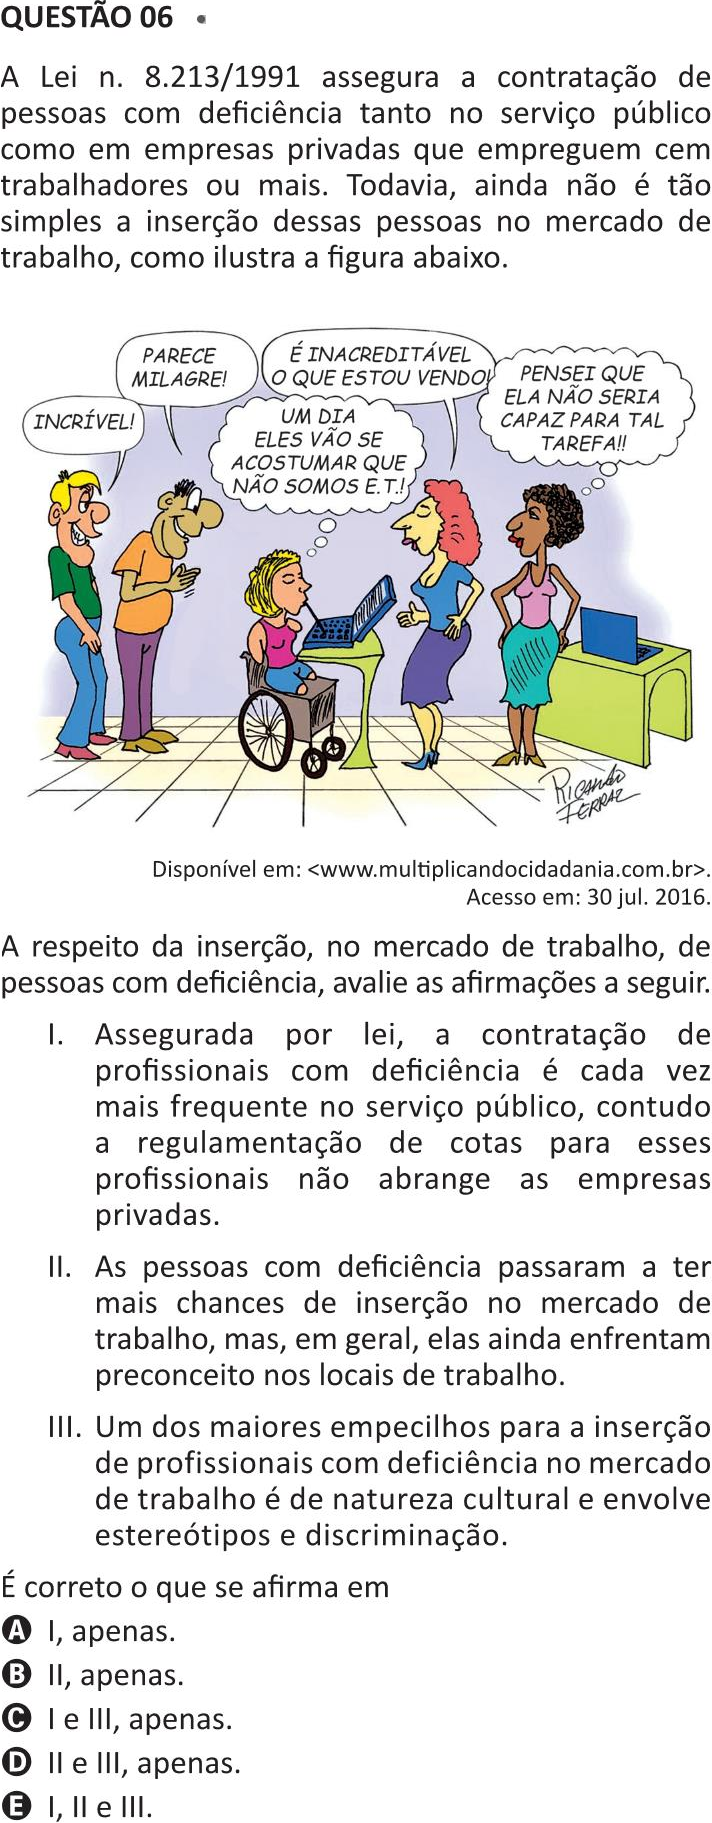 QUESTÃO 06
A Lei n. 8.213/1991 assegura a contratação de
pessoas com deficiência tanto no serviço público
como em empresas privadas que empreguem cem
trabalhadores ou mais. Todavia, ainda não é tão
simples a inserção dessas pessoas no mercado de
trabalho, como ilustra a figura abaixo.
INCRÍVEL!
PARECE
MILAGRE!
UM DIA
ELES VÃO SE
ACOSTUMAR QUE
NÃO SOMOS E.T.!
É INACREDITÁVEL
O QUE ESTOU VENDO!
PENSEI QUE
ELA NÃO SERIA
CAPAZ PARA TAL
TAREFA!!
RICARDO
FERRAZ
Disponível em: <www.multiplicandocidadania.com.br>.
Acesso em: 30 jul. 2016.
A respeito da inserção, no mercado de trabalho, de
pessoas com deficiência, avalie as afirmações a seguir.
I. Assegurada por lei, a contratação de
profissionais com deficiência é cada vez
mais frequente no serviço público, contudo
a regulamentação de cotas para esses
profissionais não abrange as empresas
privadas.
II. As pessoas com deficiência passaram a ter
mais chances de inserção no mercado de
trabalho, mas, em geral, elas ainda enfrentam
preconceito nos locais de trabalho.
III. Um dos maiores empecilhos para a inserção
de profissionais com deficiência no mercado
de trabalho é de natureza cultural e envolve
estereótipos e discriminação.
É correto o que se afirma em
A I, apenas.
B II, apenas.
C I e III, apenas.
D II e III, apenas.
E I, II e III.